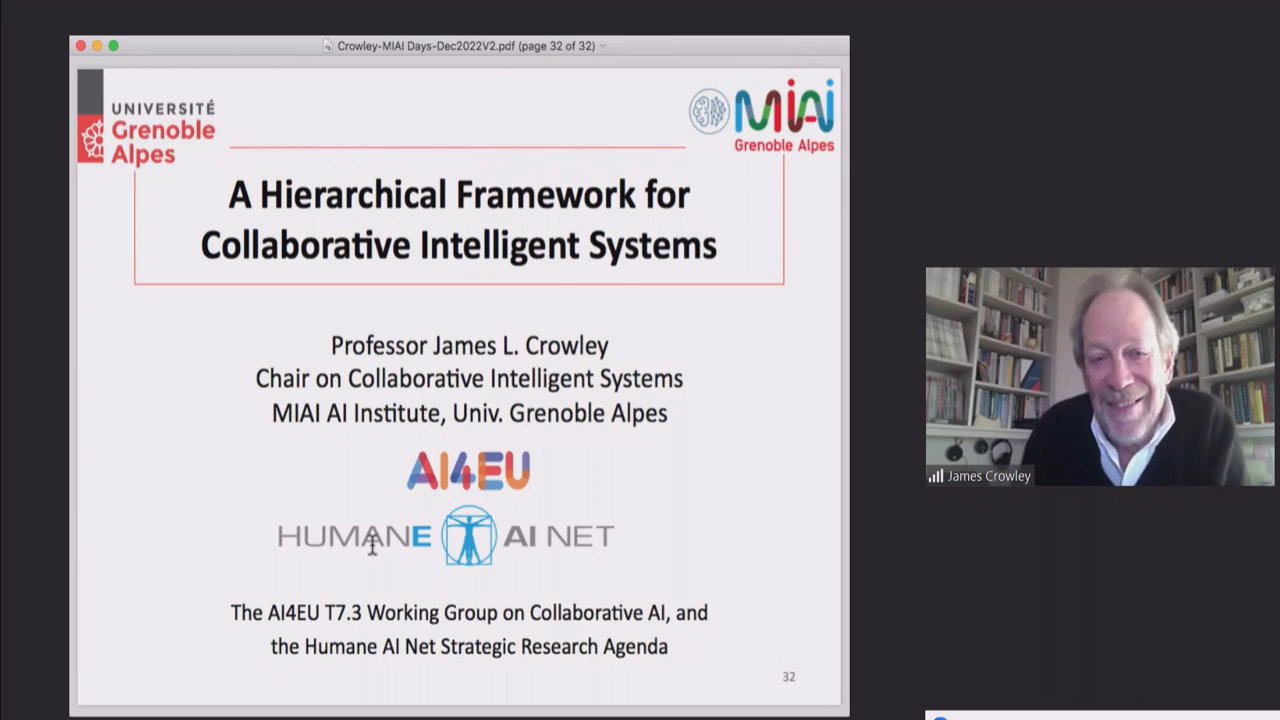 Crowley-MIAI Days-Dec2022V2.pdf (page 32 of 32)
UNIVERSITÉ
Grenoble
Alpes
MIAI
Grenoble Alpes
A Hierarchical Framework for
Collaborative Intelligent Systems
Professor James L. Crowley
Chair on Collaborative Intelligent Systems
MIAI AI Institute, Univ. Grenoble Alpes
AI4EU
HUMANE AI NET
The AI4EU T7.3 Working Group on Collaborative AI, and
the Humane AI Net Strategic Research Agenda
32
James Crowley